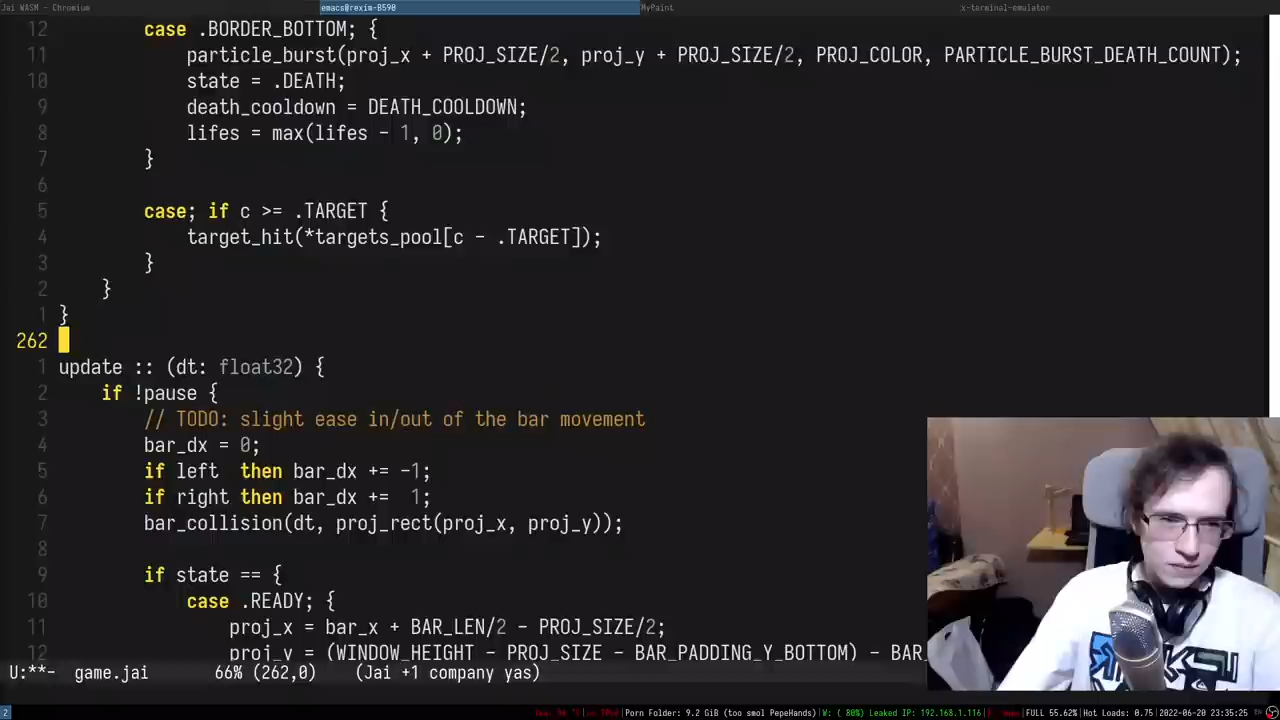 Jai WASM - Chromium
emacs@rexim-B590
MyPaint
x-terminal-emulator
12 case .BORDER_BOTTOM; {
11 particle_burst(proj_x + PROJ_SIZE/2, proj_y + PROJ_SIZE/2, PROJ_COLOR, PARTICLE_BURST_DEATH_COUNT);
10 state = .DEATH;
9 death_cooldown = DEATH_COOLDOWN;
8 lifes = max(lifes - 1, 0);
7 }
6
5 case; if c >= .TARGET {
4 target_hit(*targets_pool[c - .TARGET]);
3 }
2 }
1 }
262
1 update :: (dt: float32) {
2 if !pause {
3 // TODO: slight ease in/out of the bar movement
4 bar_dx = 0;
5 if left then bar_dx += -1;
6 if right then bar_dx += 1;
7 bar_collision(dt, proj_rect(proj_x, proj_y));
8
9 if state == {
10 case .READY; {
11 proj_x = bar_x + BAR_LEN/2 - PROJ_SIZE/2;
12 proj_y = (WINDOW_HEIGHT - PROJ_SIZE - BAR_PADDING_Y_BOTTOM) - BAR_
U:**- game.jai 66% (262,0) (Jai +1 company yas)
2
Porn Folder: 9.2 GiB (too smol PepeHands)|W: ( 80%) Leaked IP: 192.168.1.116|
FULL 55.62%|Hot Loads: 0.75|2022-06-20 23:35:25